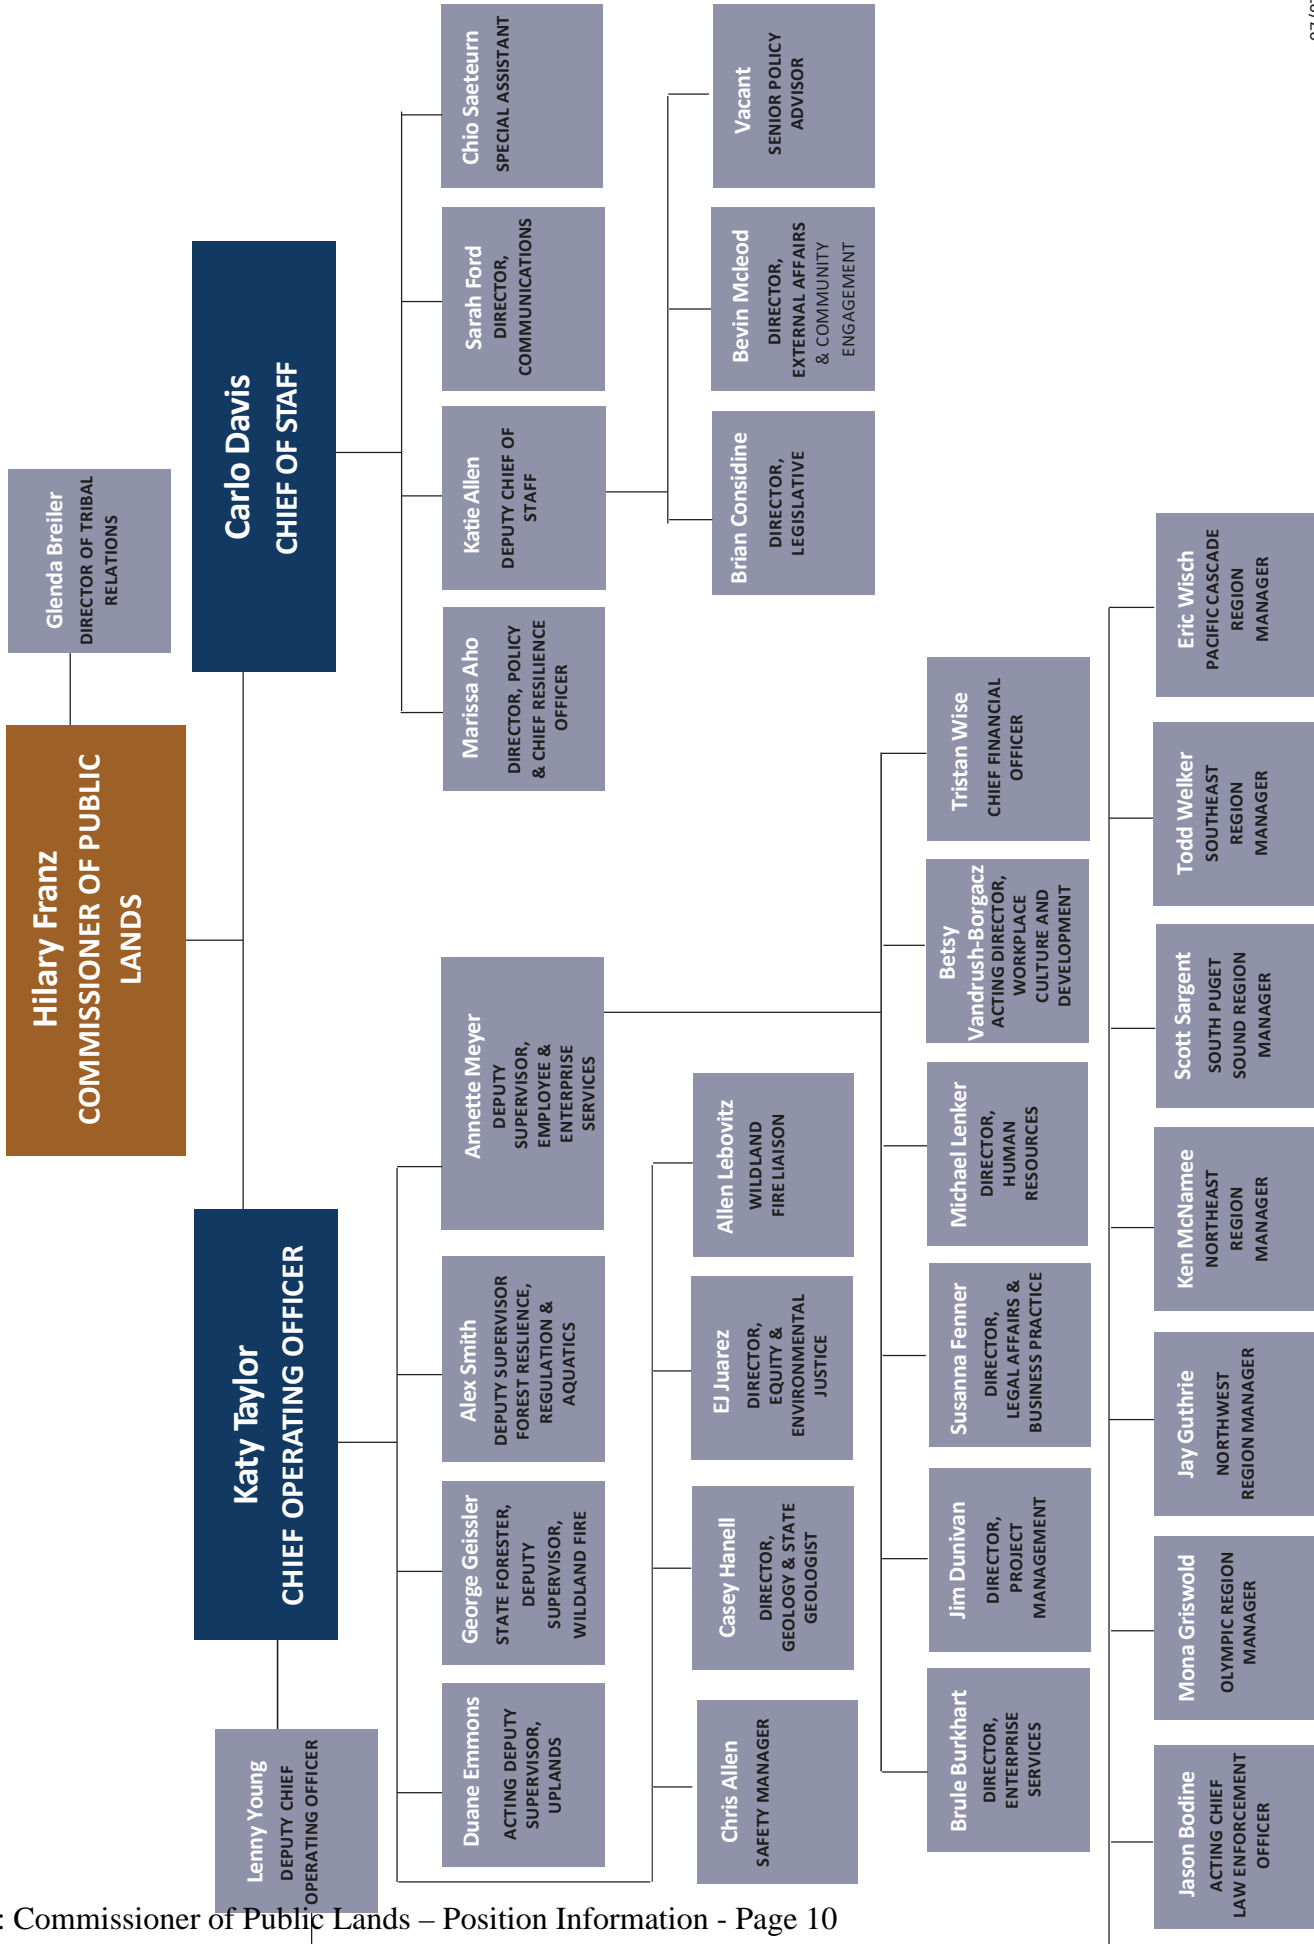 Hilary Franz
COMMISSIONER OF PUBLIC
LANDS
Glenda Breiler
DIRECTOR OF TRIBAL
RELATIONS
Lenny Young
DEPUTY CHIEF
OPERATING OFFICER
Katy Taylor
CHIEF OPERATING OFFICER
Carlo Davis
CHIEF OF STAFF
Duane Emmons
ACTING DEPUTY
SUPERVISOR,
UPLANDS
George Geissler
STATE FORESTER,
DEPUTY
SUPERVISOR,
WILDLAND FIRE
Alex Smith
DEPUTY SUPERVISOR
FOREST RESLIENCE,
REGULATION &
AQUATICS
Annette Meyer
DEPUTY
SUPERVISOR,
EMPLOYEE &
ENTERPRISE
SERVICES
Marissa Aho
DIRECTOR, POLICY
& CHIEF RESILIENCE
OFFICER
Katie Allen
DEPUTY CHIEF OF
STAFF
Sarah Ford
DIRECTOR,
COMMUNICATIONS
Chio Saeteurn
SPECIAL ASSISTANT
Chris Allen
SAFETY MANAGER
Casey Hanell
DIRECTOR,
GEOLOGY & STATE
GEOLOGIST
EJ Juarez
DIRECTOR,
EQUITY &
ENVIRONMENTAL
JUSTICE
Allen Lebovitz
WILDLAND
FIRE LIAISON
Brian Considine
DIRECTOR,
LEGISLATIVE
Bevin Mcleod
DIRECTOR,
EXTERNAL AFFAIRS
& COMMUNITY
ENGAGEMENT
Vacant
SENIOR POLICY
ADVISOR
Brule Burkhart
DIRECTOR,
ENTERPRISE
SERVICES
Jim Dunivan
DIRECTOR,
PROJECT
MANAGEMENT
Susanna Fenner
DIRECTOR,
LEGAL AFFAIRS &
BUSINESS PRACTICE
Michael Lenker
DIRECTOR,
HUMAN
RESOURCES
Betsy
Vandrush-Borgacz
ACTING DIRECTOR,
WORKPLACE
CULTURE AND
DEVELOPMENT
Tristan Wise
CHIEF FINANCIAL
OFFICER
Jason Bodine
ACTING CHIEF
LAW ENFORCEMENT
OFFICER
Mona Griswold
OLYMPIC REGION
MANAGER
Jay Guthrie
NORTHWEST
REGION MANAGER
Ken McNamee
NORTHEAST
REGION
MANAGER
Scott Sargent
SOUTH PUGET
SOUND REGION
MANAGER
Todd Welker
SOUTHEAST
REGION
MANAGER
Eric Wisch
PACIFIC CASCADE
REGION
MANAGER
: Commissioner of Public Lands – Position Information - Page 10